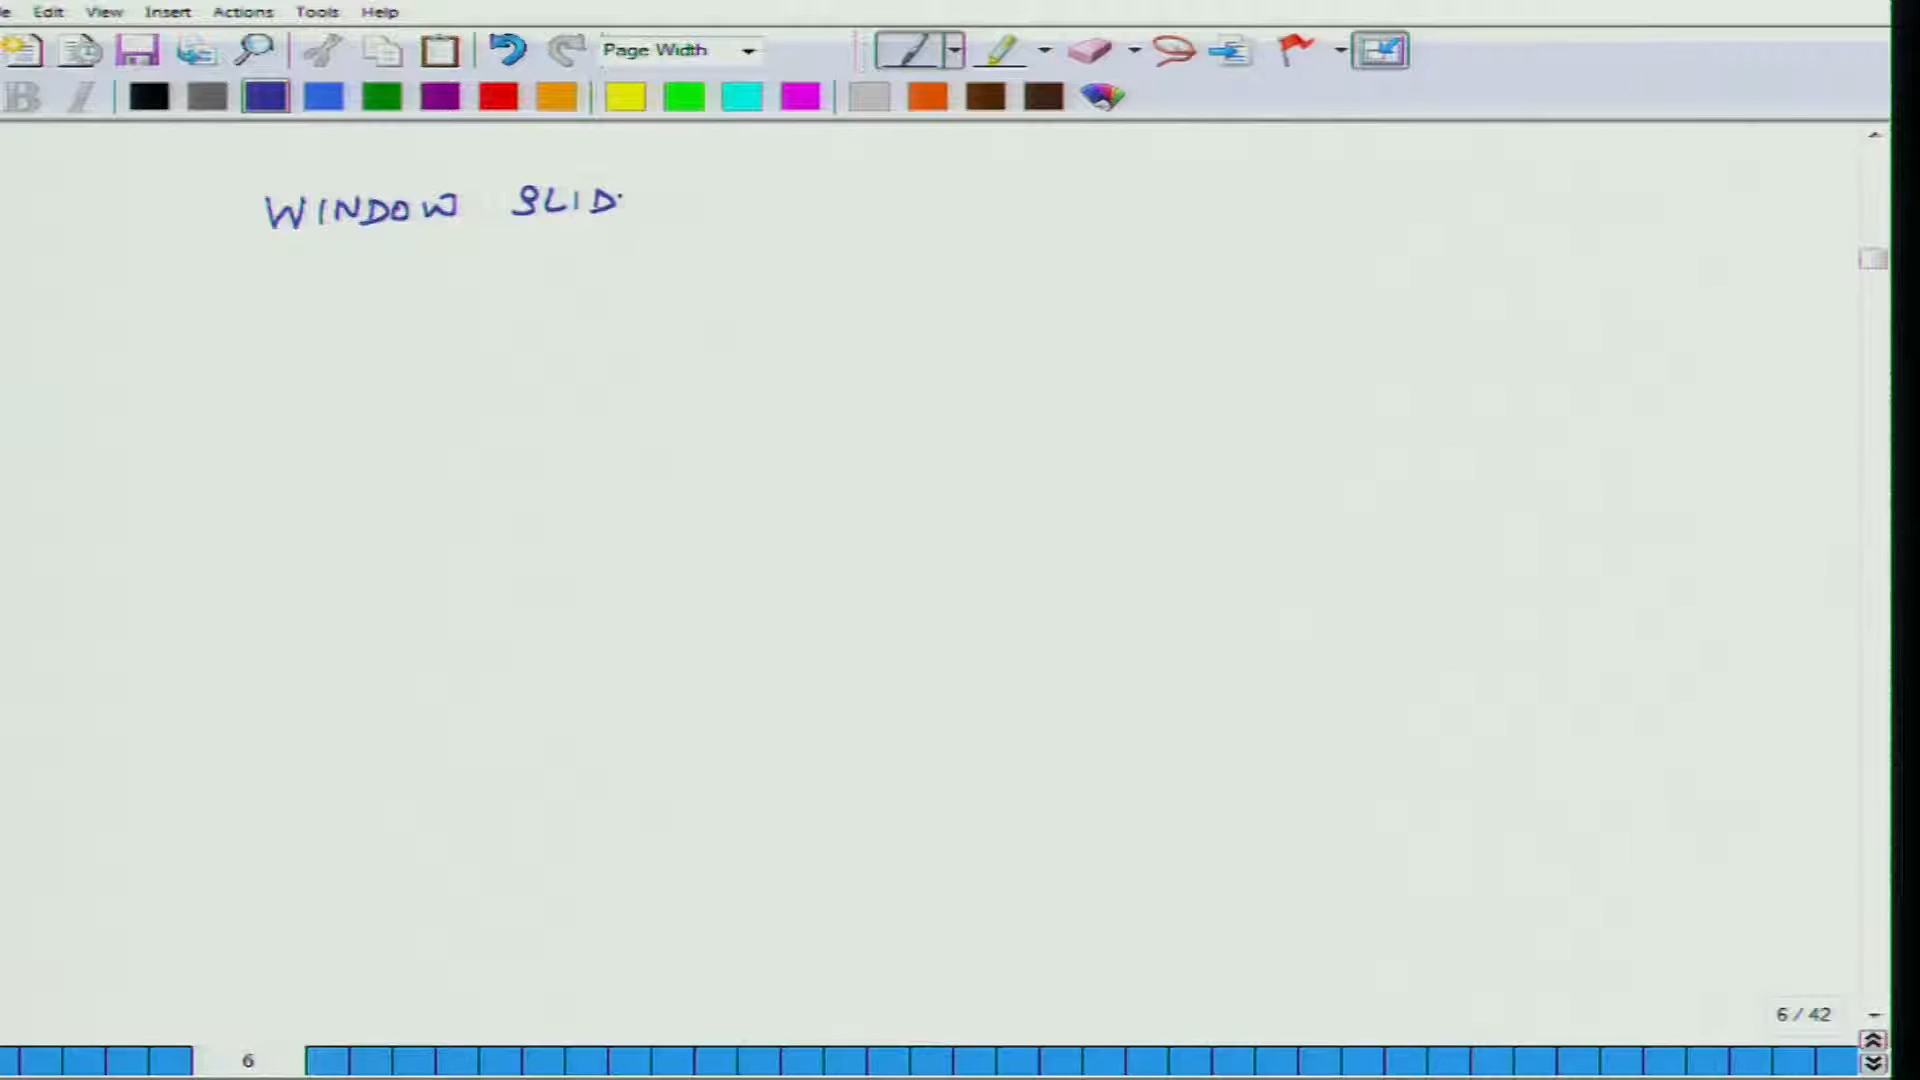 Edit View Insert Actions Tools Help
Page Width
B I
WINDOW SLID
6 / 42
6